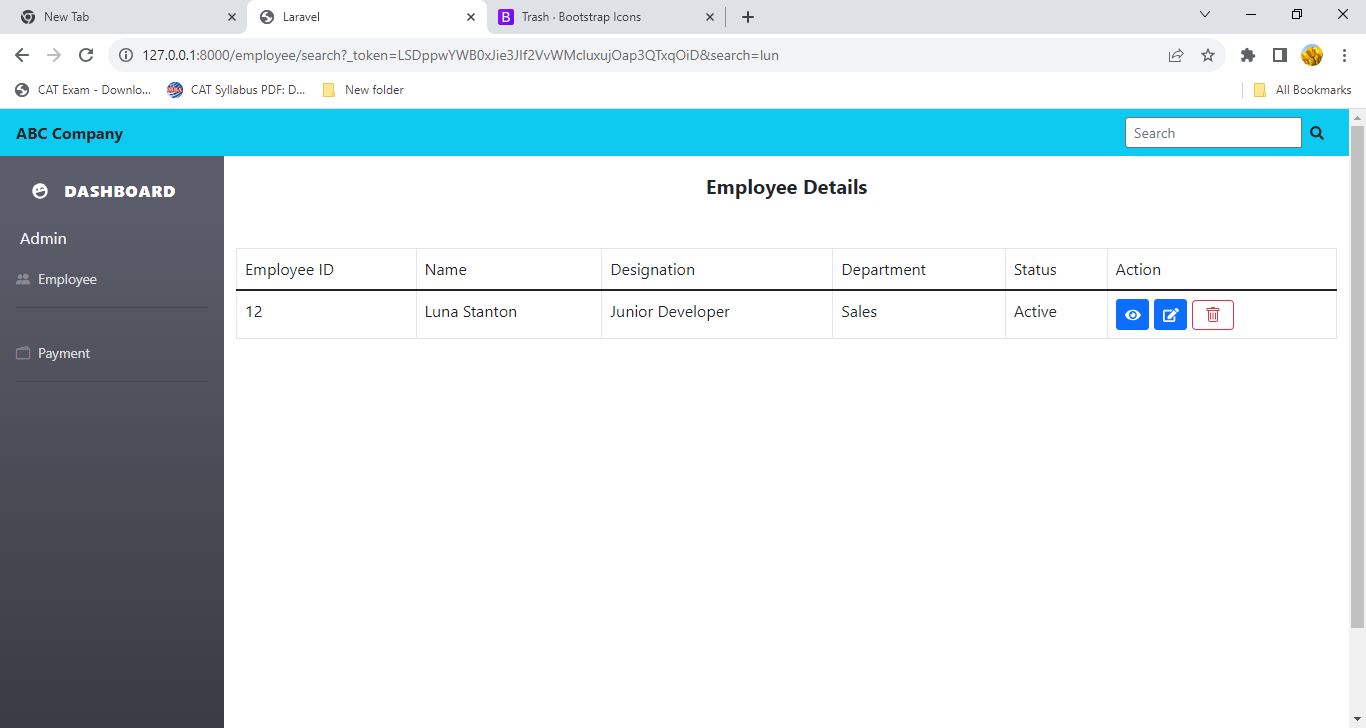 New Tab
Laravel
Trash · Bootstrap Icons
127.0.0.1:8000/employee/search?_token=LSDppwYWB0xJie3JIf2VvWMcluxujOap3QTxqOiD&search=lun
CAT Exam - Downlo...
CAT Syllabus PDF: D...
New folder
All Bookmarks
ABC Company
Search
DASHBOARD
Admin
Employee
Payment
Employee Details
Employee ID Name Designation Department Status Action
12 Luna Stanton Junior Developer Sales Active